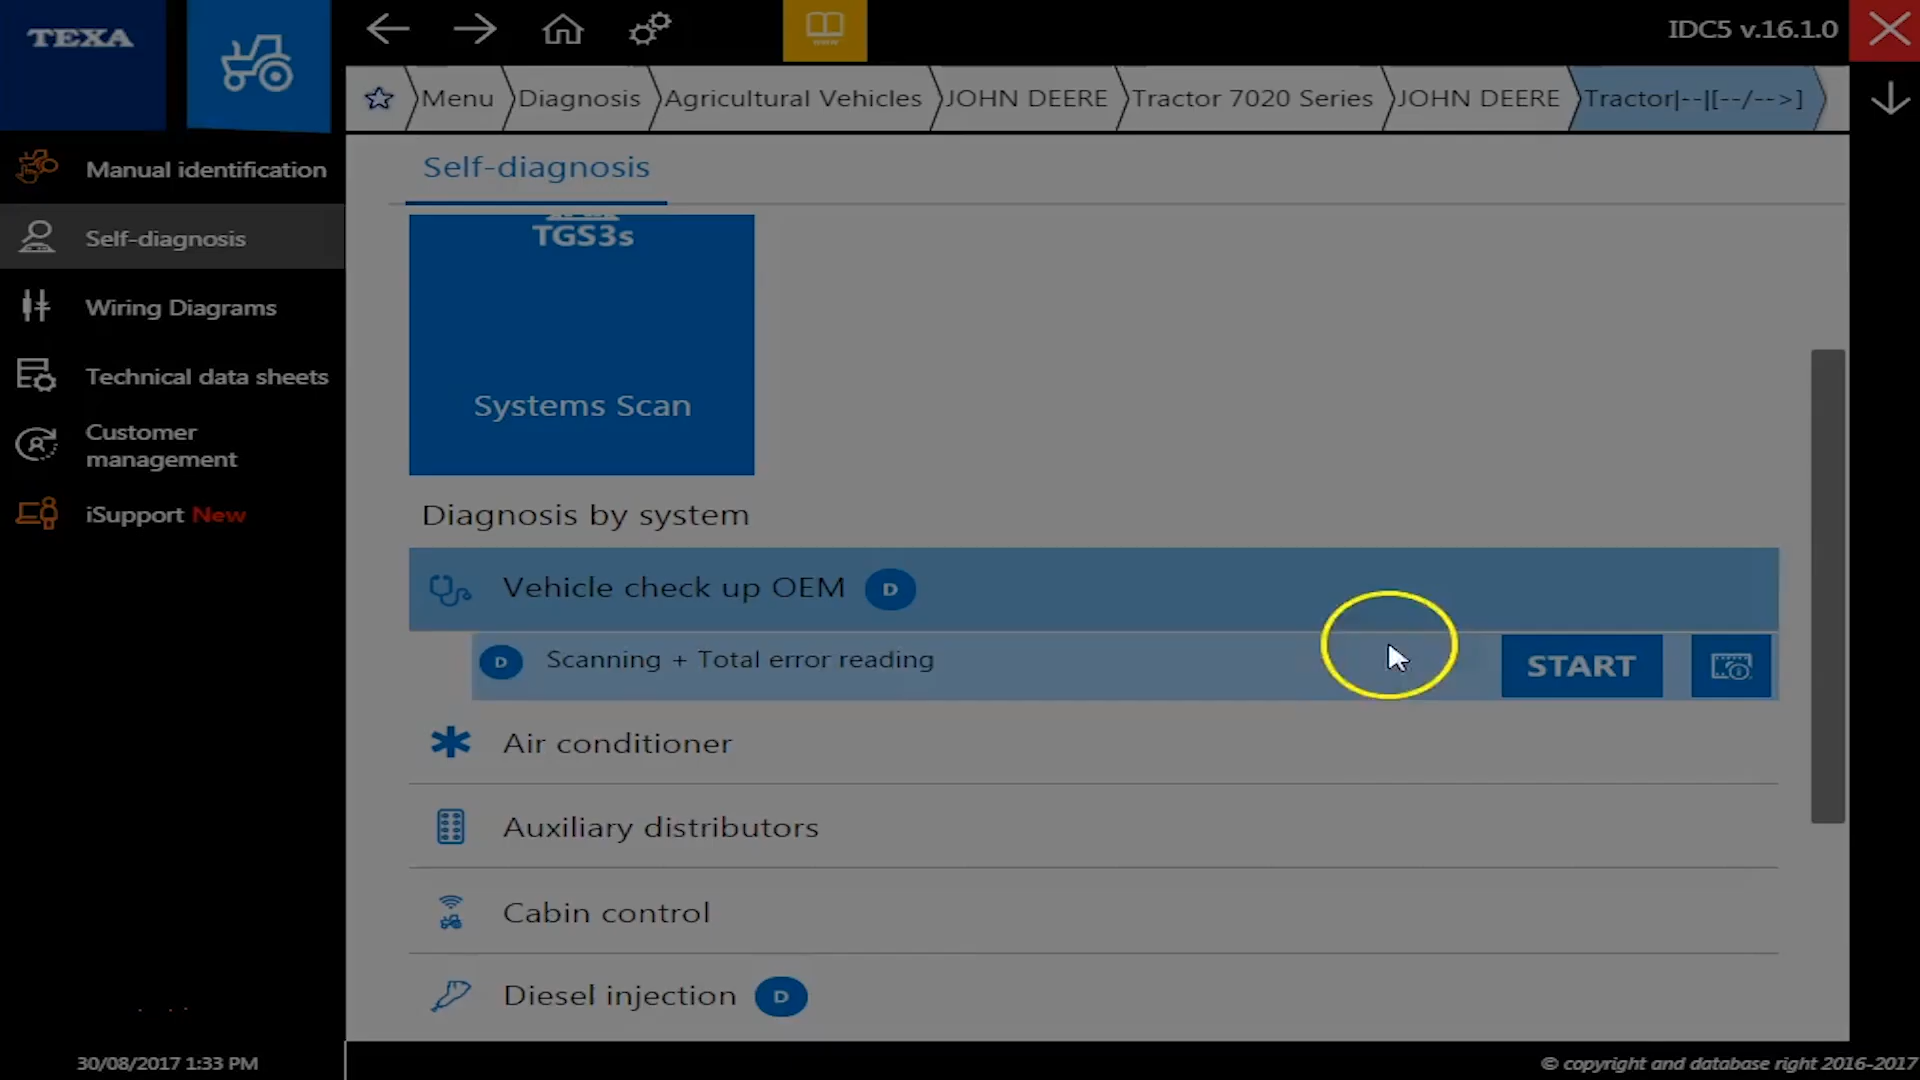 TEXA
www
IDC5 v.16.1.0
Menu
Diagnosis
Agricultural Vehicles
JOHN DEERE
Tractor 7020 Series
JOHN DEERE
Tractor|--|[--/-->]
Manual identification
Self-diagnosis
Wiring Diagrams
Technical data sheets
Customer
management
iSupport New
Self-diagnosis
TGS3s
Systems Scan
Diagnosis by system
Vehicle check up OEM D
D Scanning + Total error reading START
Air conditioner
Auxiliary distributors
Cabin control
Diesel injection D
30/08/2017 1:33 PM
© copyright and database right 2016-2017